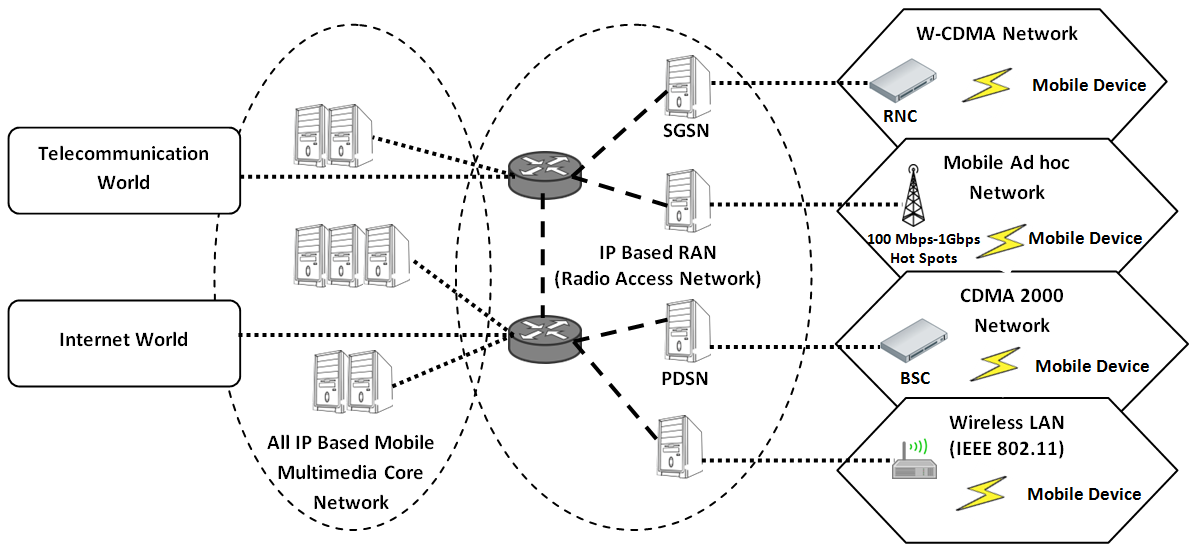 Telecommunication
World
Internet World
All IP Based Mobile
Multimedia Core
Network
SGSN
IP Based RAN
(Radio Access Network)
PDSN
W-CDMA Network
RNC
Mobile Device
Mobile Ad hoc
Network
100 Mbps-1Gbps
Hot Spots
Mobile Device
CDMA 2000
Network
BSC
Mobile Device
Wireless LAN
(IEEE 802.11)
Mobile Device